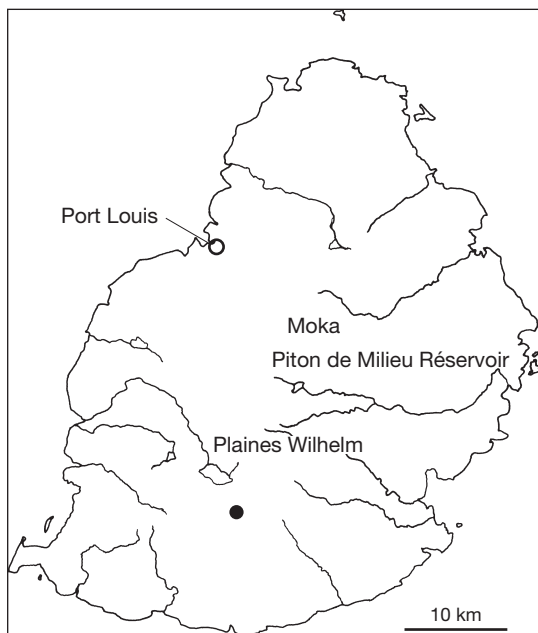 Port Louis
Moka
Piton de Milieu Réservoir
Plaines Wilhelm
10 km